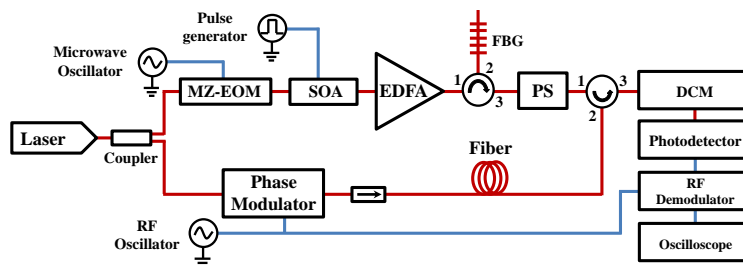 Pulse
generator
Microwave
Oscillator
FBG
MZ-EOM
SOA
EDFA
1
2
3
PS
1
2
3
DCM
Laser
Coupler
Photodetector
Fiber
Phase
Modulator
RF
Demodulator
RF
Oscillator
Oscilloscope